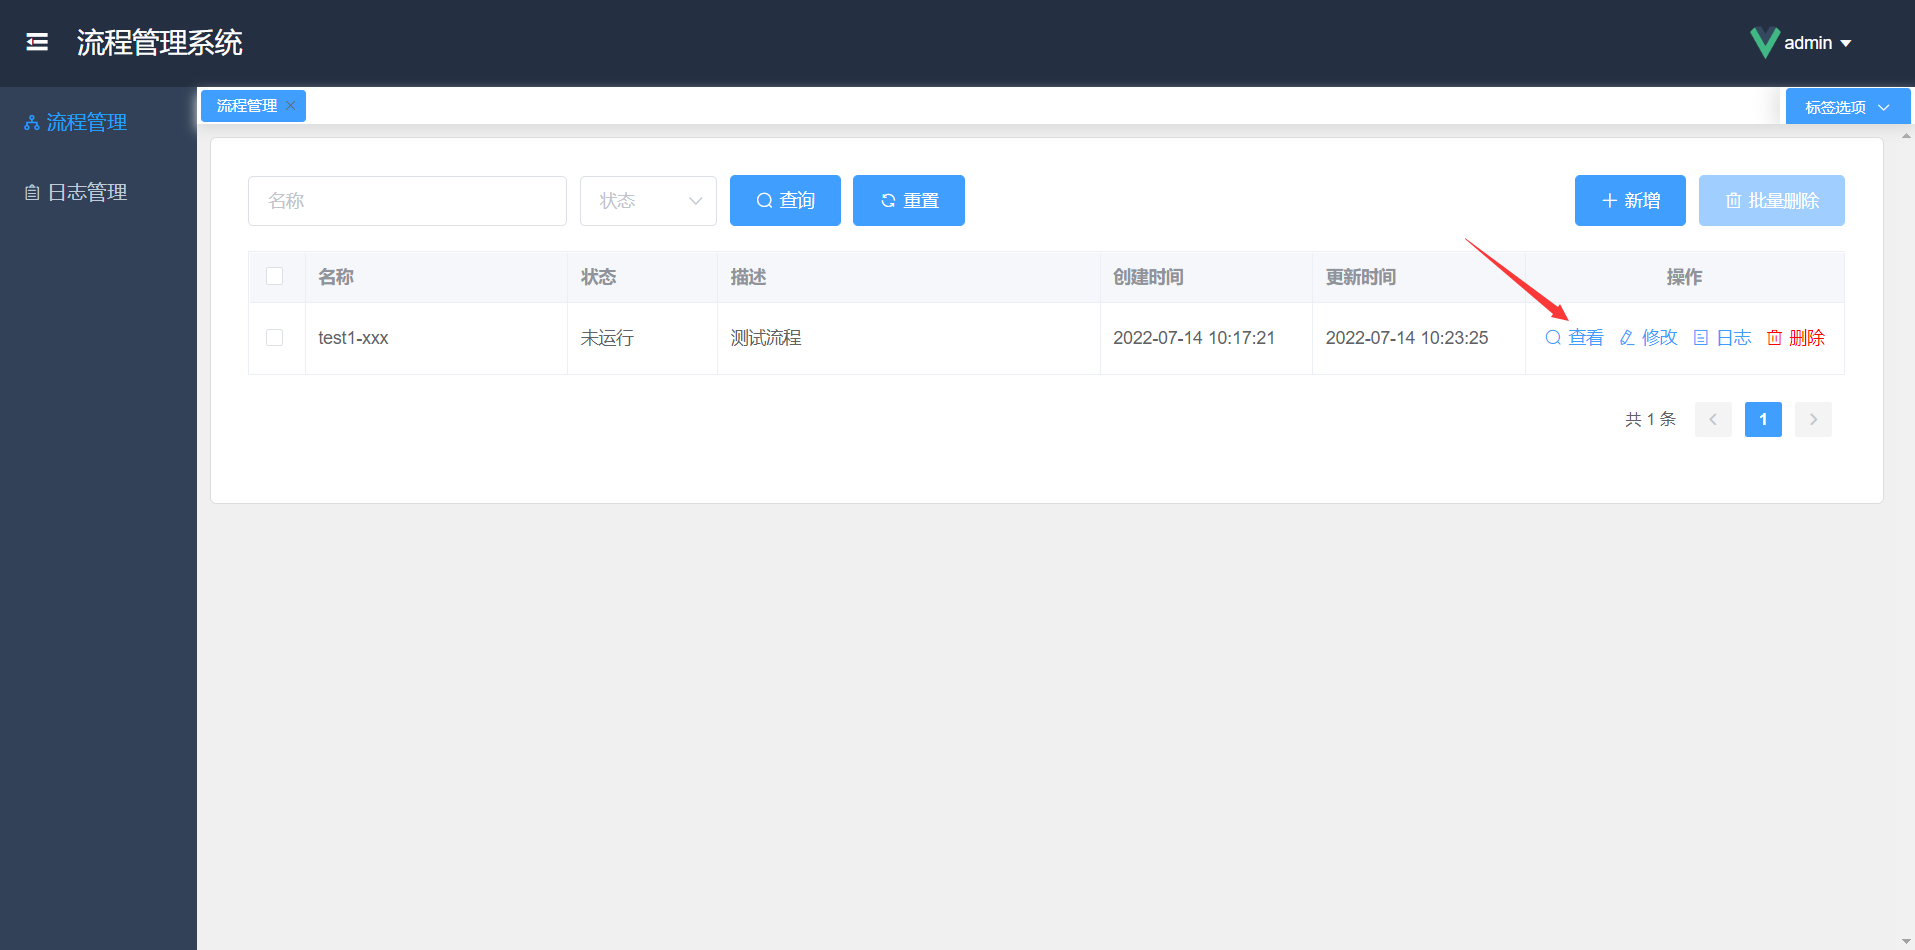 流程管理系统
admin
流程管理
日志管理
流程管理
标签选项
名称 状态 查询 重置 新增 批量删除
名称 状态 描述 创建时间 更新时间 操作
test1-xxx 未运行 测试流程 2022-07-14 10:17:21 2022-07-14 10:23:25 查看 修改 日志 删除
共 1 条 1